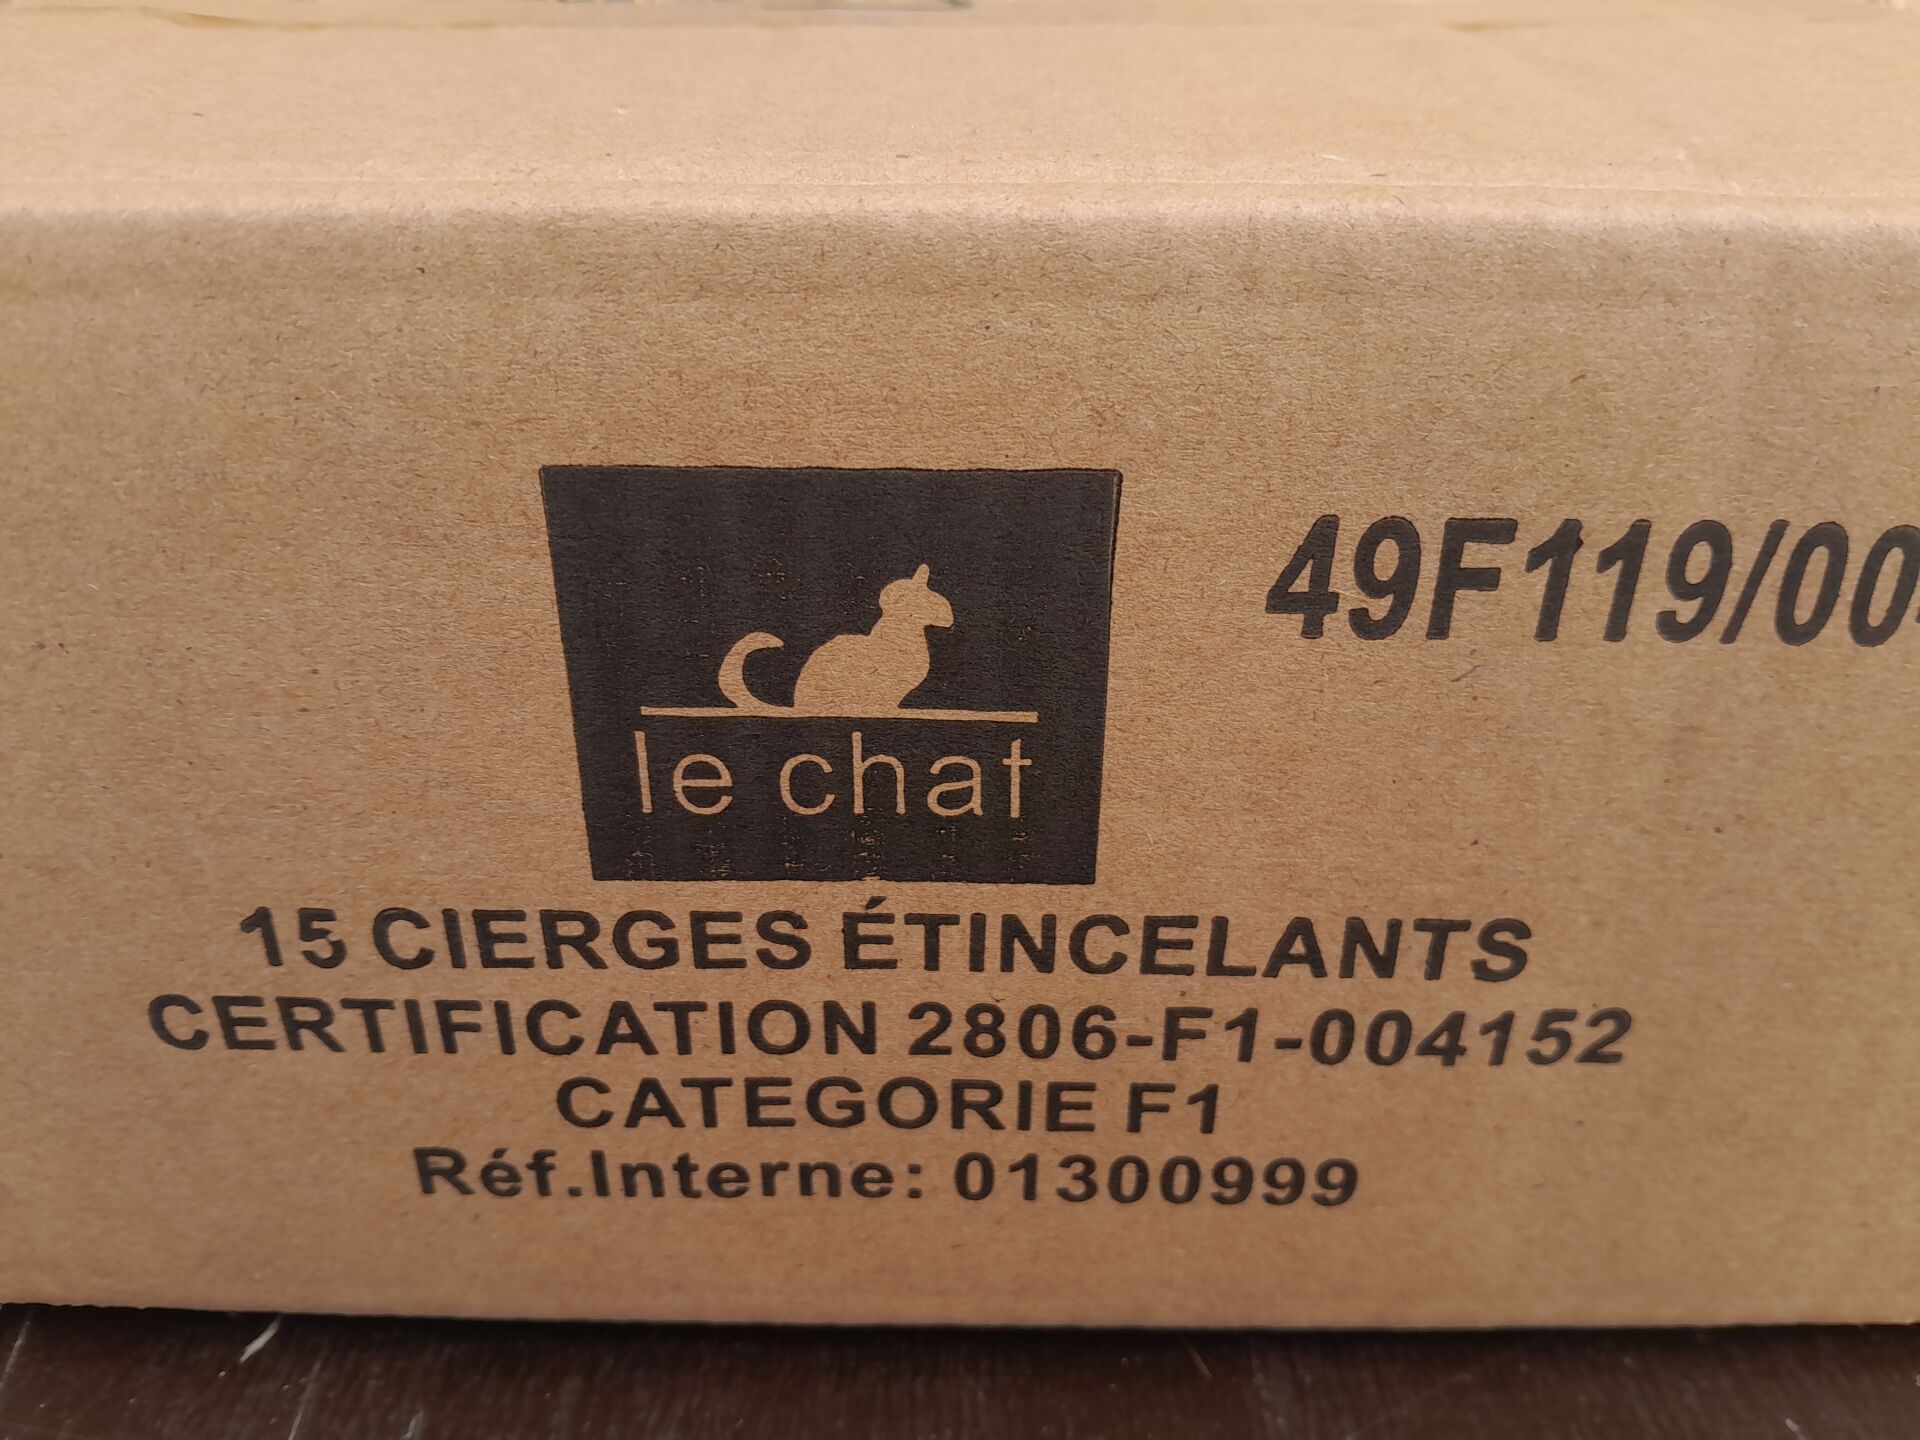 49F119/00
le chat
15 CIERGES ÉTINCELANTS
CERTIFICATION 2806-F1-004152
CATEGORIE F1
Réf.Interne: 01300999